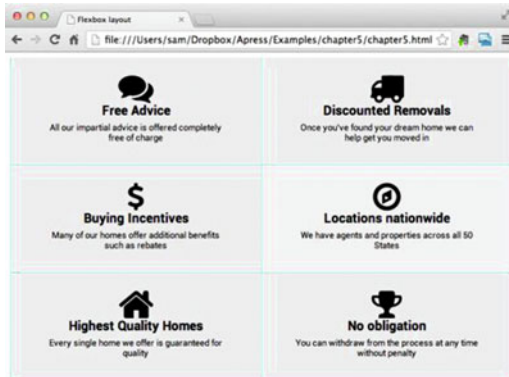 Flexbox layout
file:///Users/sam/Dropbox/Apress/Examples/chapter5/chapter5.html
Free Advice
All our impartial advice is offered completely
free of charge
Discounted Removals
Once you've found your dream home we can
help get you moved in
Buying Incentives
Many of our homes offer additional benefits
such as rebates
Locations nationwide
We have agents and properties across all 50
States
Highest Quality Homes
Every single home we offer is guaranteed for
quality
No obligation
You can withdraw from the process at any time
without penalty